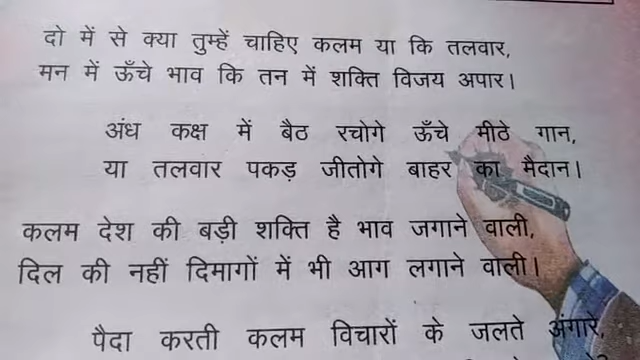 दो में से क्या तुम्हें चाहिए कलम या कि तलवार,
मन में ऊँचे भाव कि तन में शक्ति विजय अपार।
अंध कक्ष में बैठ रचोगे ऊँचे मीठे गान,
या तलवार पकड़ जीतोगे बाहर का मैदान।
कलम देश की बड़ी शक्ति है भाव जगाने वाली,
दिल की नहीं दिमागों में भी आग लगाने वाली।
पैदा करती कलम विचारों के जलते अंगारे,